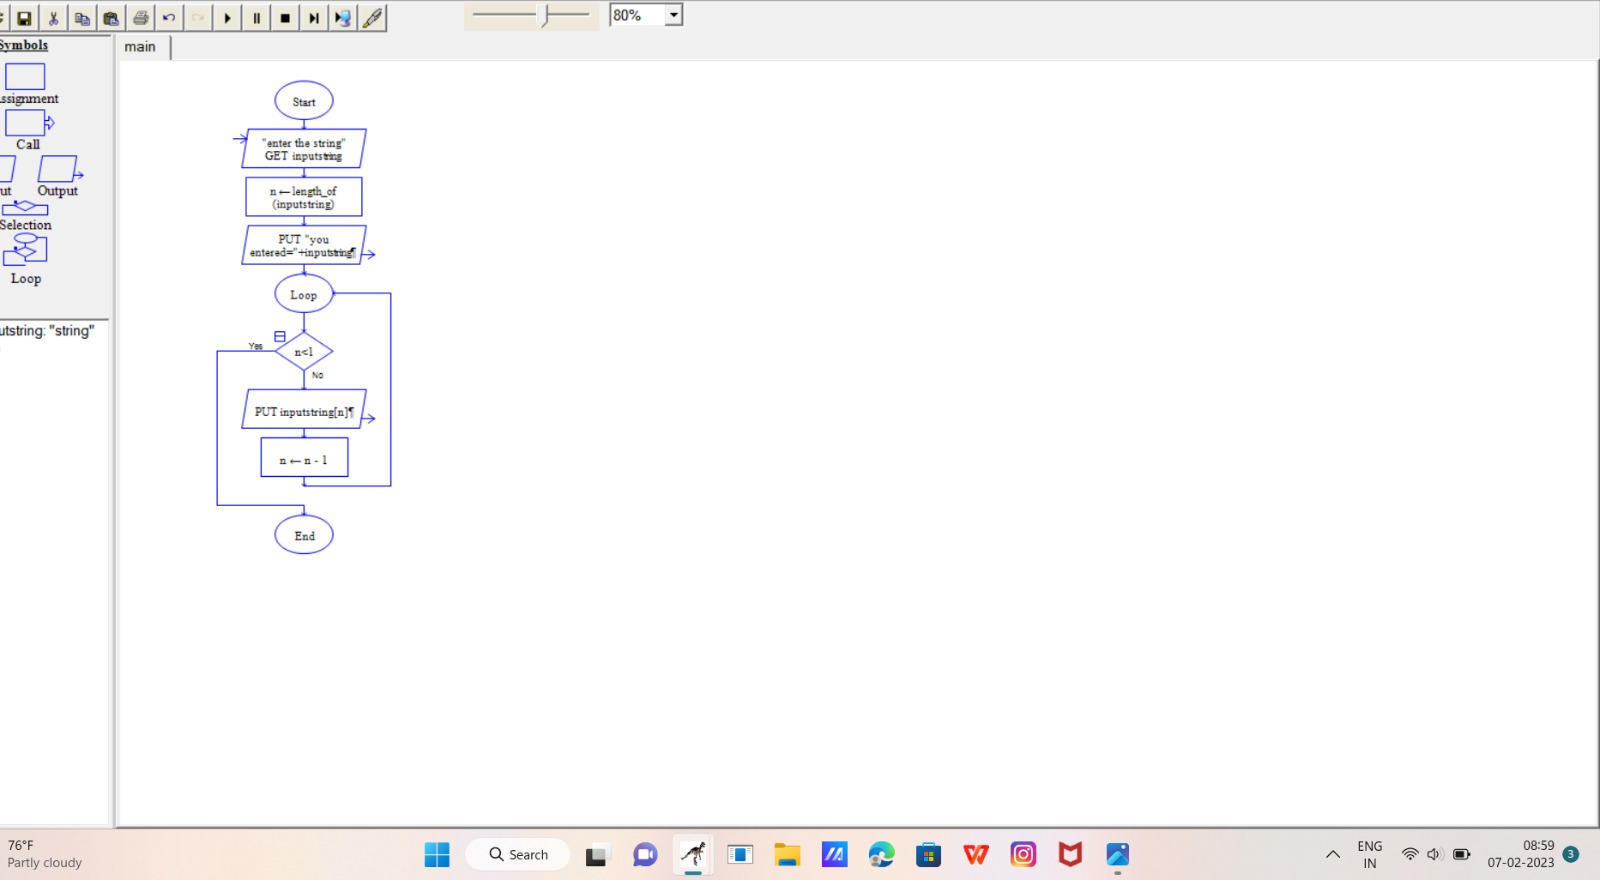 80%
Symbols
main
ssignment
Call
ut
Output
Selection
Loop
utstring: "string"
Start
"enter the string"
GET inputstring
n ← length_of
(inputstring)
PUT "you
entered="+inputstring¶
Loop
Yes
n<1
No
PUT inputstring[n]¶
n ← n - 1
End
76°F
Partly cloudy
Search
ENG
IN
08:59
07-02-2023
3